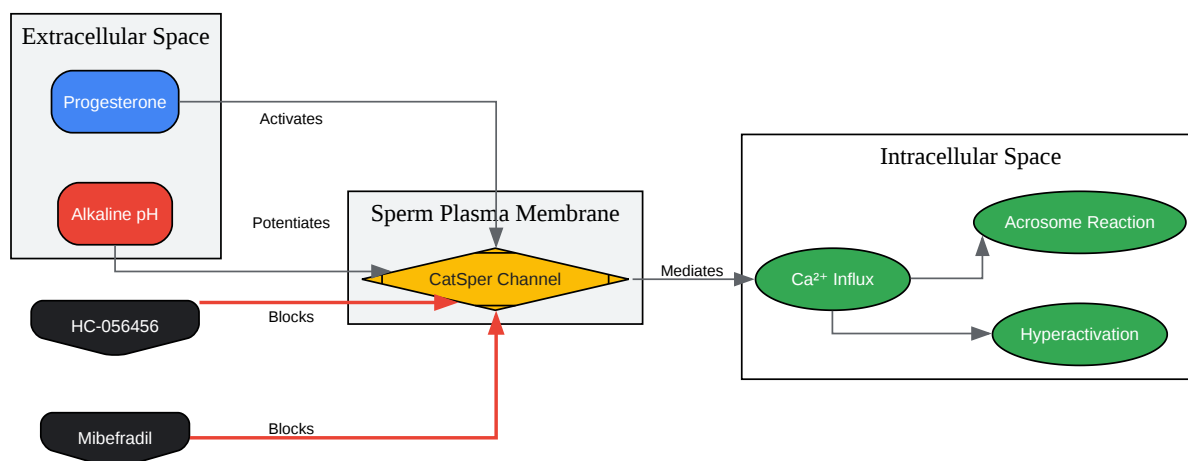 Extracellular Space
Progesterone
Activates
Alkaline pH
Potentiates
Sperm Plasma Membrane
CatSper Channel
Mediates
Intracellular Space
Acrosome Reaction
Ca²⁺ Influx
Hyperactivation
HC-056456
Blocks
Mibefradil
Blocks